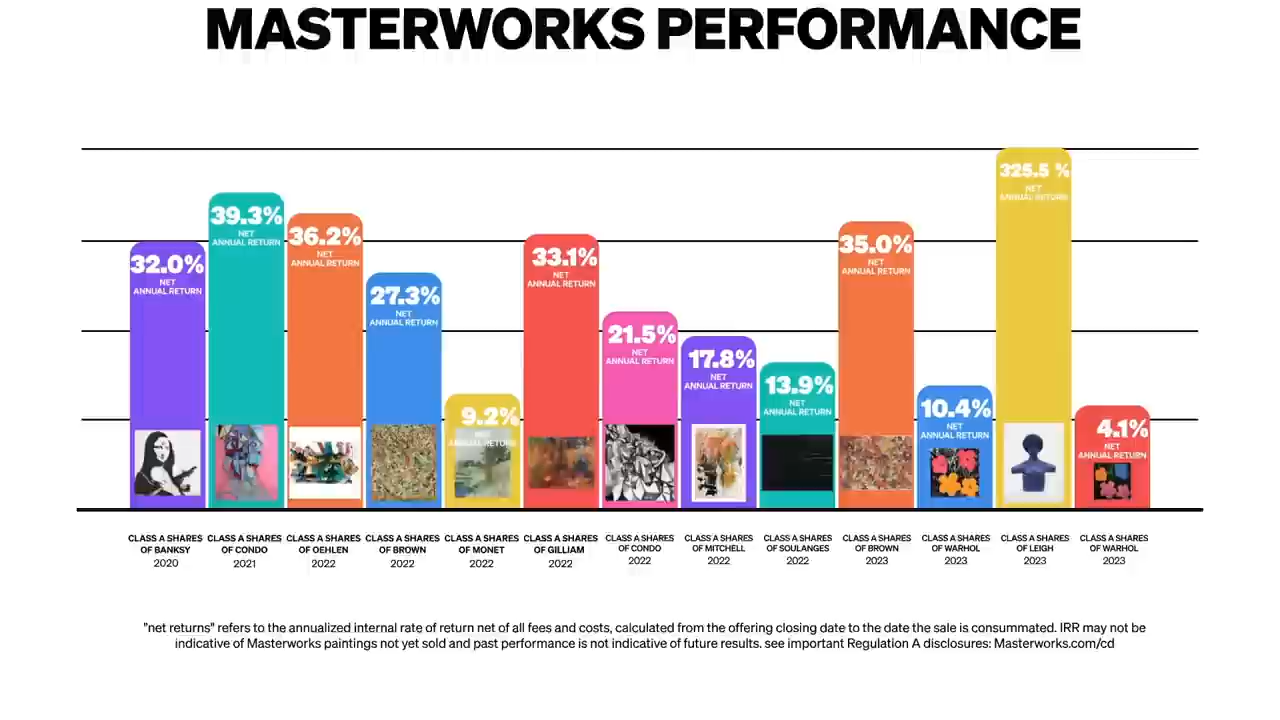 MASTERWORKS PERFORMANCE
32.0%
NET
ANNUAL RETURN
39.3%
NET
ANNUAL RETURN
36.2%
NET
ANNUAL RETURN
27.3%
NET
ANNUAL RETURN
9.2%
NET
ANNUAL RETURN
33.1%
NET
ANNUAL RETURN
21.5%
NET
ANNUAL RETURN
17.8%
NET
ANNUAL RETURN
13.9%
NET
ANNUAL RETURN
35.0%
NET
ANNUAL RETURN
10.4%
NET
ANNUAL RETURN
325.5 %
NET
ANNUAL RETURN
4.1%
NET
ANNUAL RETURN
CLASS A SHARES
OF BANKSY
2020
CLASS A SHARES
OF CONDO
2021
CLASS A SHARES
OF OEHLEN
2022
CLASS A SHARES
OF BROWN
2022
CLASS A SHARES
OF MONET
2022
CLASS A SHARES
OF GILLIAM
2022
CLASS A SHARES
OF CONDO
2022
CLASS A SHARES
OF MITCHELL
2022
CLASS A SHARES
OF SOULANGES
2022
CLASS A SHARES
OF BROWN
2023
CLASS A SHARES
OF WARHOL
2023
CLASS A SHARES
OF LEIGH
2023
CLASS A SHARES
OF WARHOL
2023
"net returns" refers to the annualized internal rate of return net of all fees and costs, calculated from the offering closing date to the date the sale is consummated. IRR may not be
indicative of Masterworks paintings not yet sold and past performance is not indicative of future results. see important Regulation A disclosures: Masterworks.com/cd